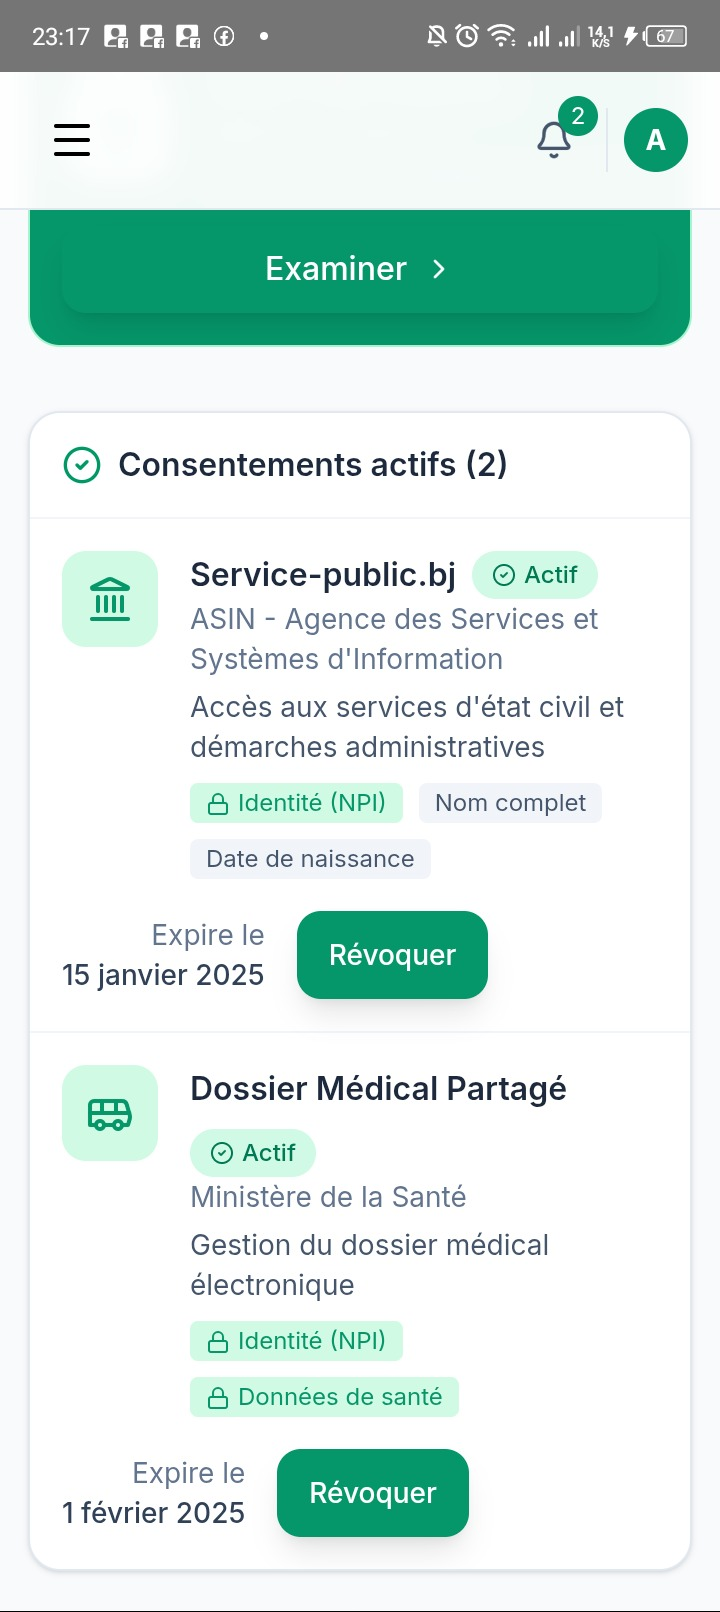 23:17
14,1
K/S
67
2
A
Examiner
Consentements actifs (2)
Service-public.bj
Actif
ASIN - Agence des Services et
Systèmes d'Information
Accès aux services d'état civil et
démarches administratives
Identité (NPI) Nom complet
Date de naissance
Expire le
15 janvier 2025
Révoquer
Dossier Médical Partagé
Actif
Ministère de la Santé
Gestion du dossier médical
électronique
Identité (NPI)
Données de santé
Expire le
1 février 2025
Révoquer